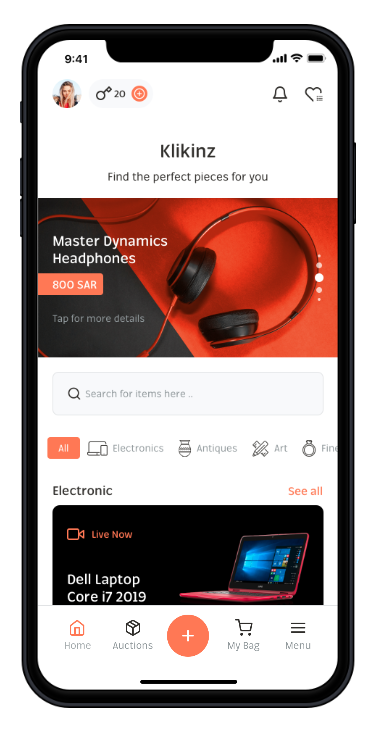 9:41
20
Klikinz
Find the perfect pieces for you
Master Dynamics
Headphones
800 SAR
Tap for more details
Search for items here ..
All
Electronics
Antiques
Art
Fine
Electronic
See all
Live Now
Dell Laptop
Core i7 2019
Home
Auctions
My Bag
Menu